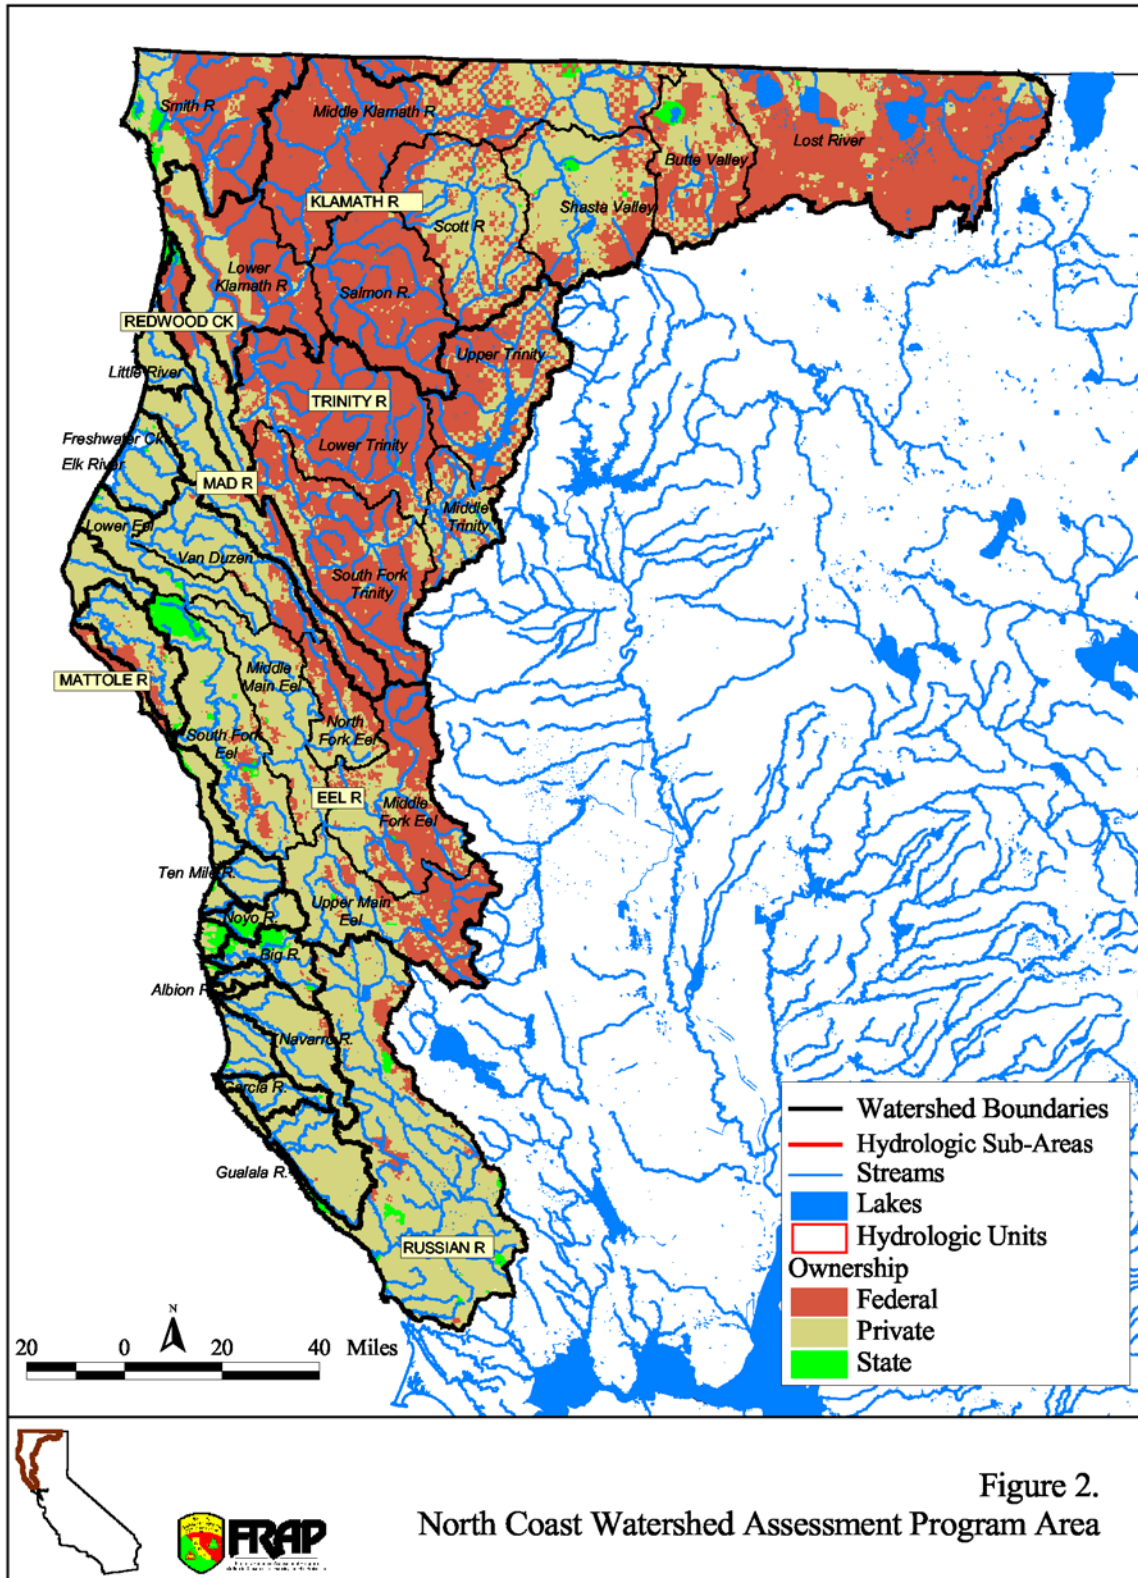 Smith R
Middle Klamath R
Lost River
Butte Valley
KLAMATH R
Scott R
Shasta Valley
Lower
Klamath R
Salmon R.
REDWOOD CK
Upper Trinity
Little River
TRINITY R
Freshwater Ck
Lower Trinity
Elk River
MAD R
Lower Eel
Middle
Trinity
Van Duzen
South Fork
Trinity
MATTOLE R
Middle
Main Eel
North
Fork Eel
South Fork
Eel
EEL R
Middle
Fork Eel
Ten Mile R.
Upper Main
Eel
Noyo R.
Big R.
Albion R
Navarro R.
Garcia R.
Gualala R.
RUSSIAN R
Watershed Boundaries
Hydrologic Sub-Areas
Streams
Lakes
Hydrologic Units
Ownership
Federal
Private
State
N
20 0 20 40 Miles
Figure 2.
North Coast Watershed Assessment Program Area
FRAP